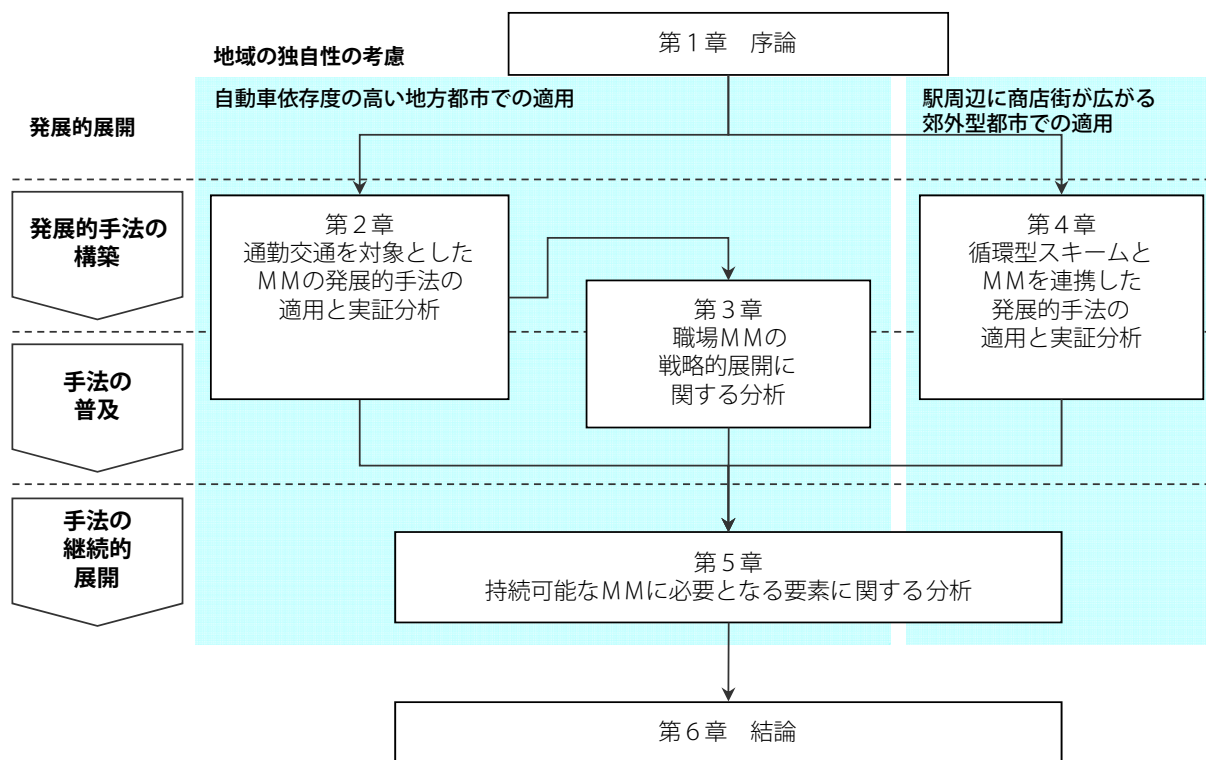 第１章　序論
地域の独自性の考慮
自動車依存度の高い地方都市での適用
駅周辺に商店街が広がる
郊外型都市での適用
発展的展開
発展的手法の
構築
第２章
通勤交通を対象とした
ＭＭの発展的手法の
適用と実証分析
第３章
職場ＭＭの
戦略的展開に
関する分析
第４章
循環型スキームと
ＭＭを連携した
発展的手法の
適用と実証分析
手法の
普及
手法の
継続的
展開
第５章
持続可能なＭＭに必要となる要素に関する分析
第６章　結論